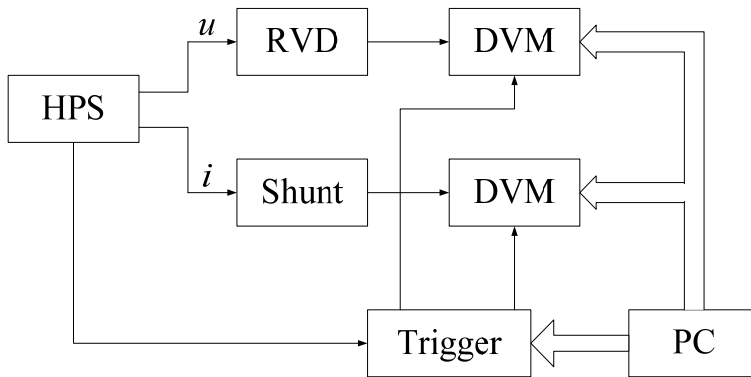 u
RVD
DVM
HPS
i
Shunt
DVM
Trigger
PC